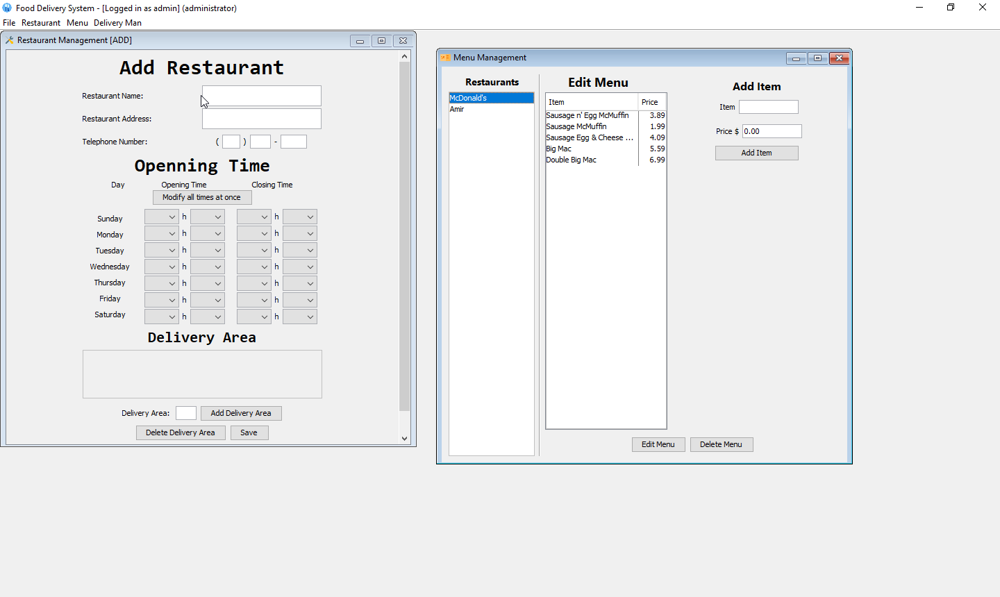 Food Delivery System - [Logged in as admin] (administrator)
File Restaurant Menu Delivery Man
Restaurant Management [ADD]
Add Restaurant
Restaurant Name:
Restaurant Address:
Telephone Number: ( ) -
Openning Time
Day Opening Time Closing Time
Modify all times at once
Sunday h h
Monday h h
Tuesday h h
Wednesday h h
Thursday h h
Friday h h
Saturday h h
Delivery Area
Delivery Area: Add Delivery Area
Delete Delivery Area Save
Menu Management
Restaurants
McDonald's
Amir
Edit Menu
Item Price
Sausage n' Egg McMuffin 3.89
Sausage McMuffin 1.99
Sausage Egg & Cheese ... 4.09
Big Mac 5.59
Double Big Mac 6.99
Add Item
Item
Price $ 0.00
Add Item
Edit Menu Delete Menu